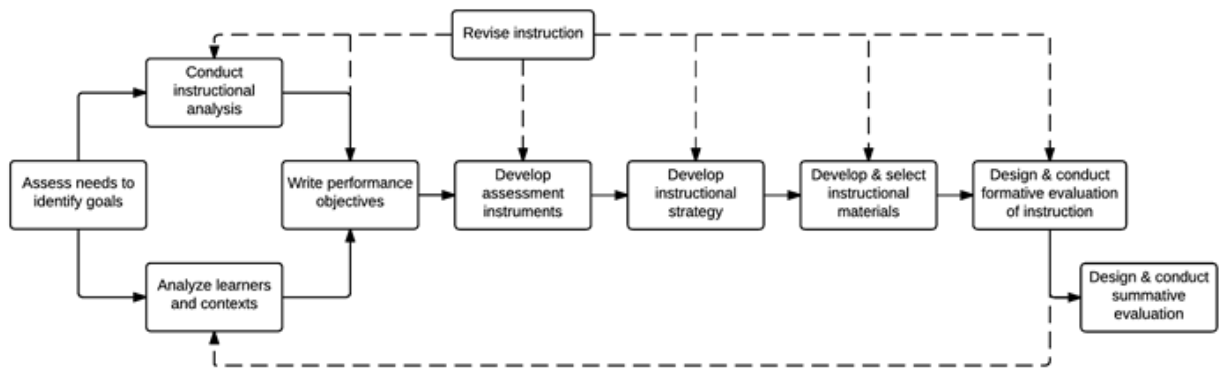 Revise instruction
Conduct
instructional
analysis
Assess needs to
identify goals
Write performance
objectives
Develop
assessment
instruments
Develop
instructional
strategy
Develop & select
instructional
materials
Design & conduct
formative evaluation
of instruction
Analyze learners
and contexts
Design & conduct
summative
evaluation